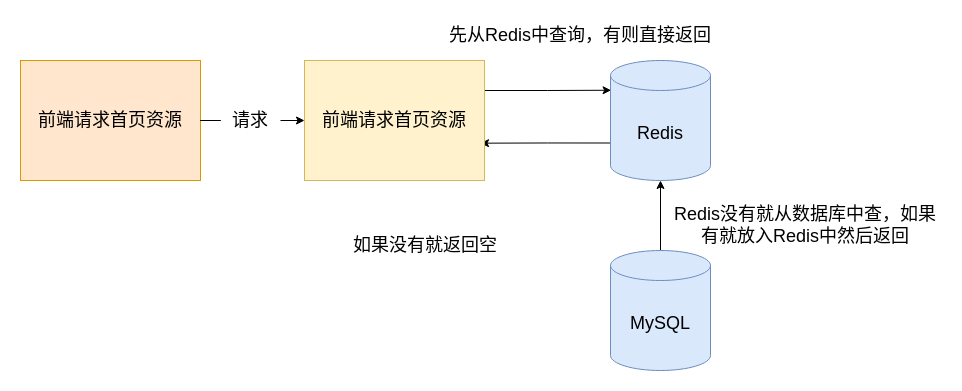 先从Redis中查询，有则直接返回
前端请求首页资源
请求
前端请求首页资源
Redis
Redis没有就从数据库中查，如果
有就放入Redis中然后返回
如果没有就返回空
MySQL